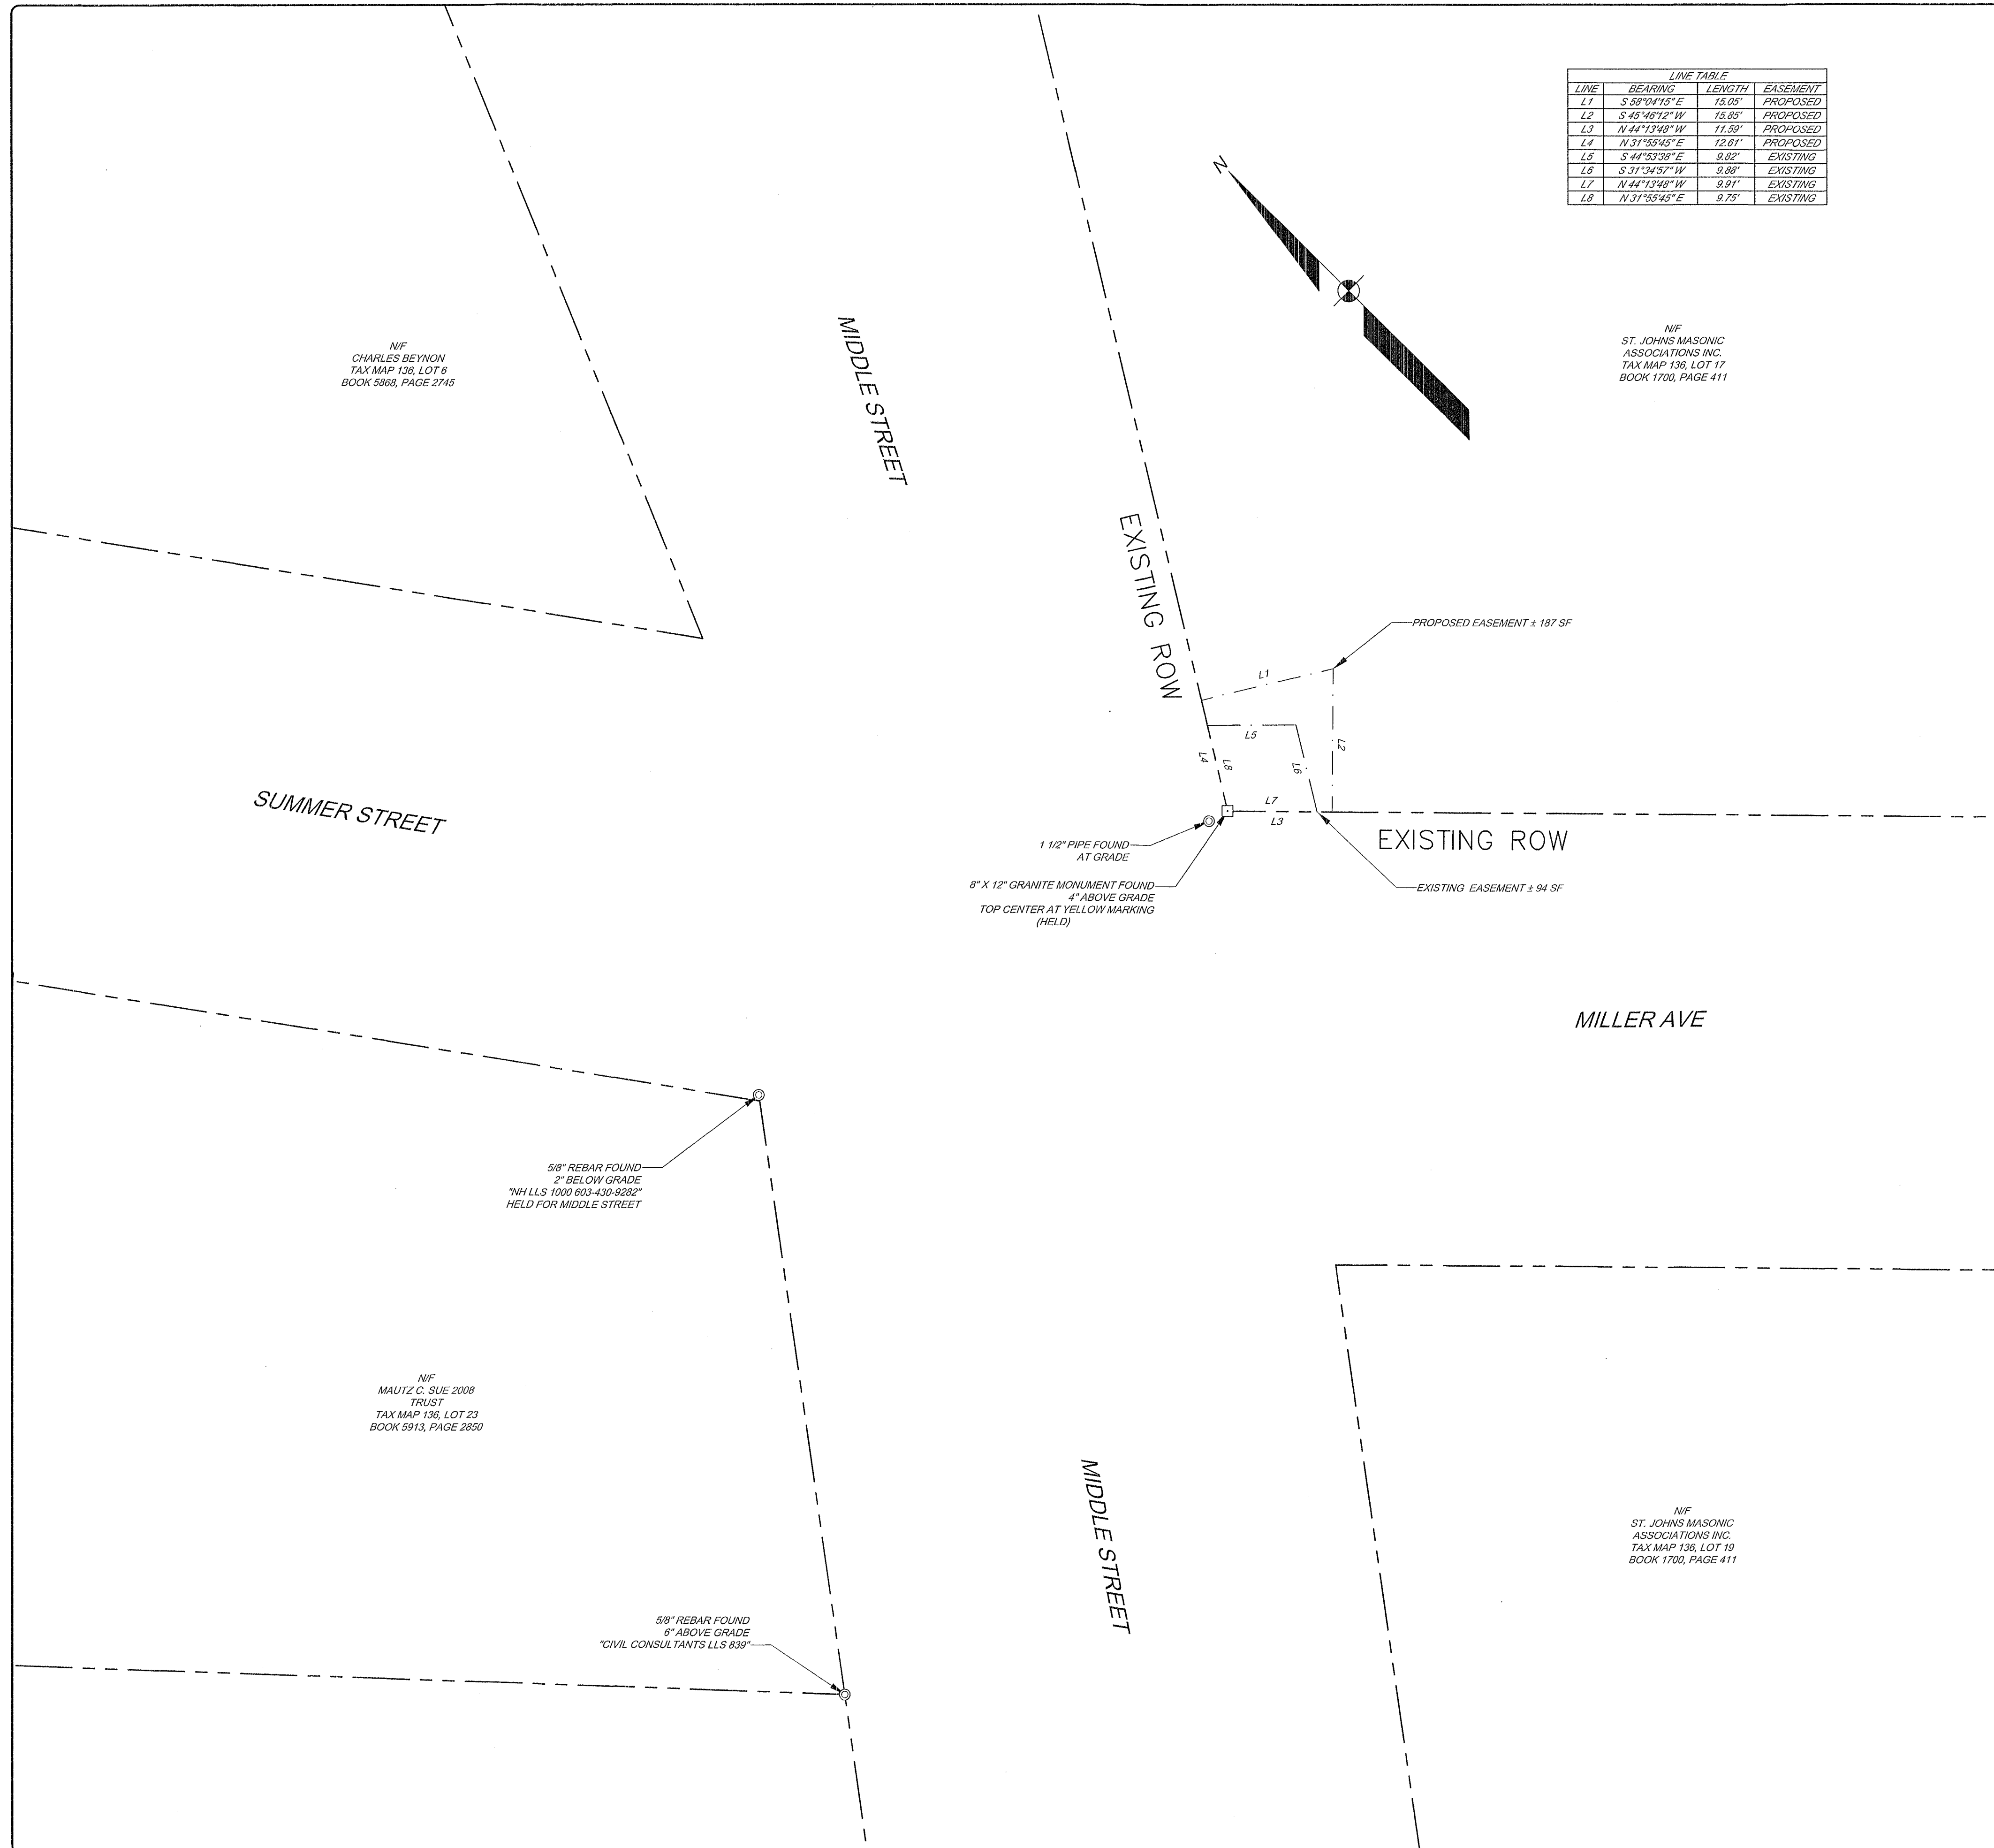 LINE TABLE
LINE BEARING LENGTH EASEMENT
L1 S 58°04'15" E 15.05' PROPOSED
L2 S 45°46'12" W 15.85' PROPOSED
L3 N 44°13'48" W 11.59' PROPOSED
L4 N 31°55'45" E 12.61' PROPOSED
L5 S 44°53'38" E 9.82' EXISTING
L6 S 31°34'57" W 9.88' EXISTING
L7 N 44°13'48" W 9.91' EXISTING
L8 N 31°55'45" E 9.75' EXISTING
N
N/F
CHARLES BEYNON
TAX MAP 136, LOT 6
BOOK 5868, PAGE 2745
MIDDLE STREET
N/F
ST. JOHNS MASONIC
ASSOCIATIONS INC.
TAX MAP 136, LOT 17
BOOK 1700, PAGE 411
EXISTING ROW
PROPOSED EASEMENT ± 187 SF
L1
L5
L2
L4
L8
L6
L7
L3
SUMMER STREET
1 1/2" PIPE FOUND
AT GRADE
8" X 12" GRANITE MONUMENT FOUND
4" ABOVE GRADE
TOP CENTER AT YELLOW MARKING
(HELD)
EXISTING ROW
EXISTING EASEMENT ± 94 SF
MILLER AVE
5/8" REBAR FOUND
2" BELOW GRADE
"NH LLS 1000 603-430-9282"
HELD FOR MIDDLE STREET
N/F
MAUTZ C. SUE 2008
TRUST
TAX MAP 136, LOT 23
BOOK 5913, PAGE 2850
MIDDLE STREET
N/F
ST. JOHNS MASONIC
ASSOCIATIONS INC.
TAX MAP 136, LOT 19
BOOK 1700, PAGE 411
5/8" REBAR FOUND
6" ABOVE GRADE
"CIVIL CONSULTANTS LLS 839"